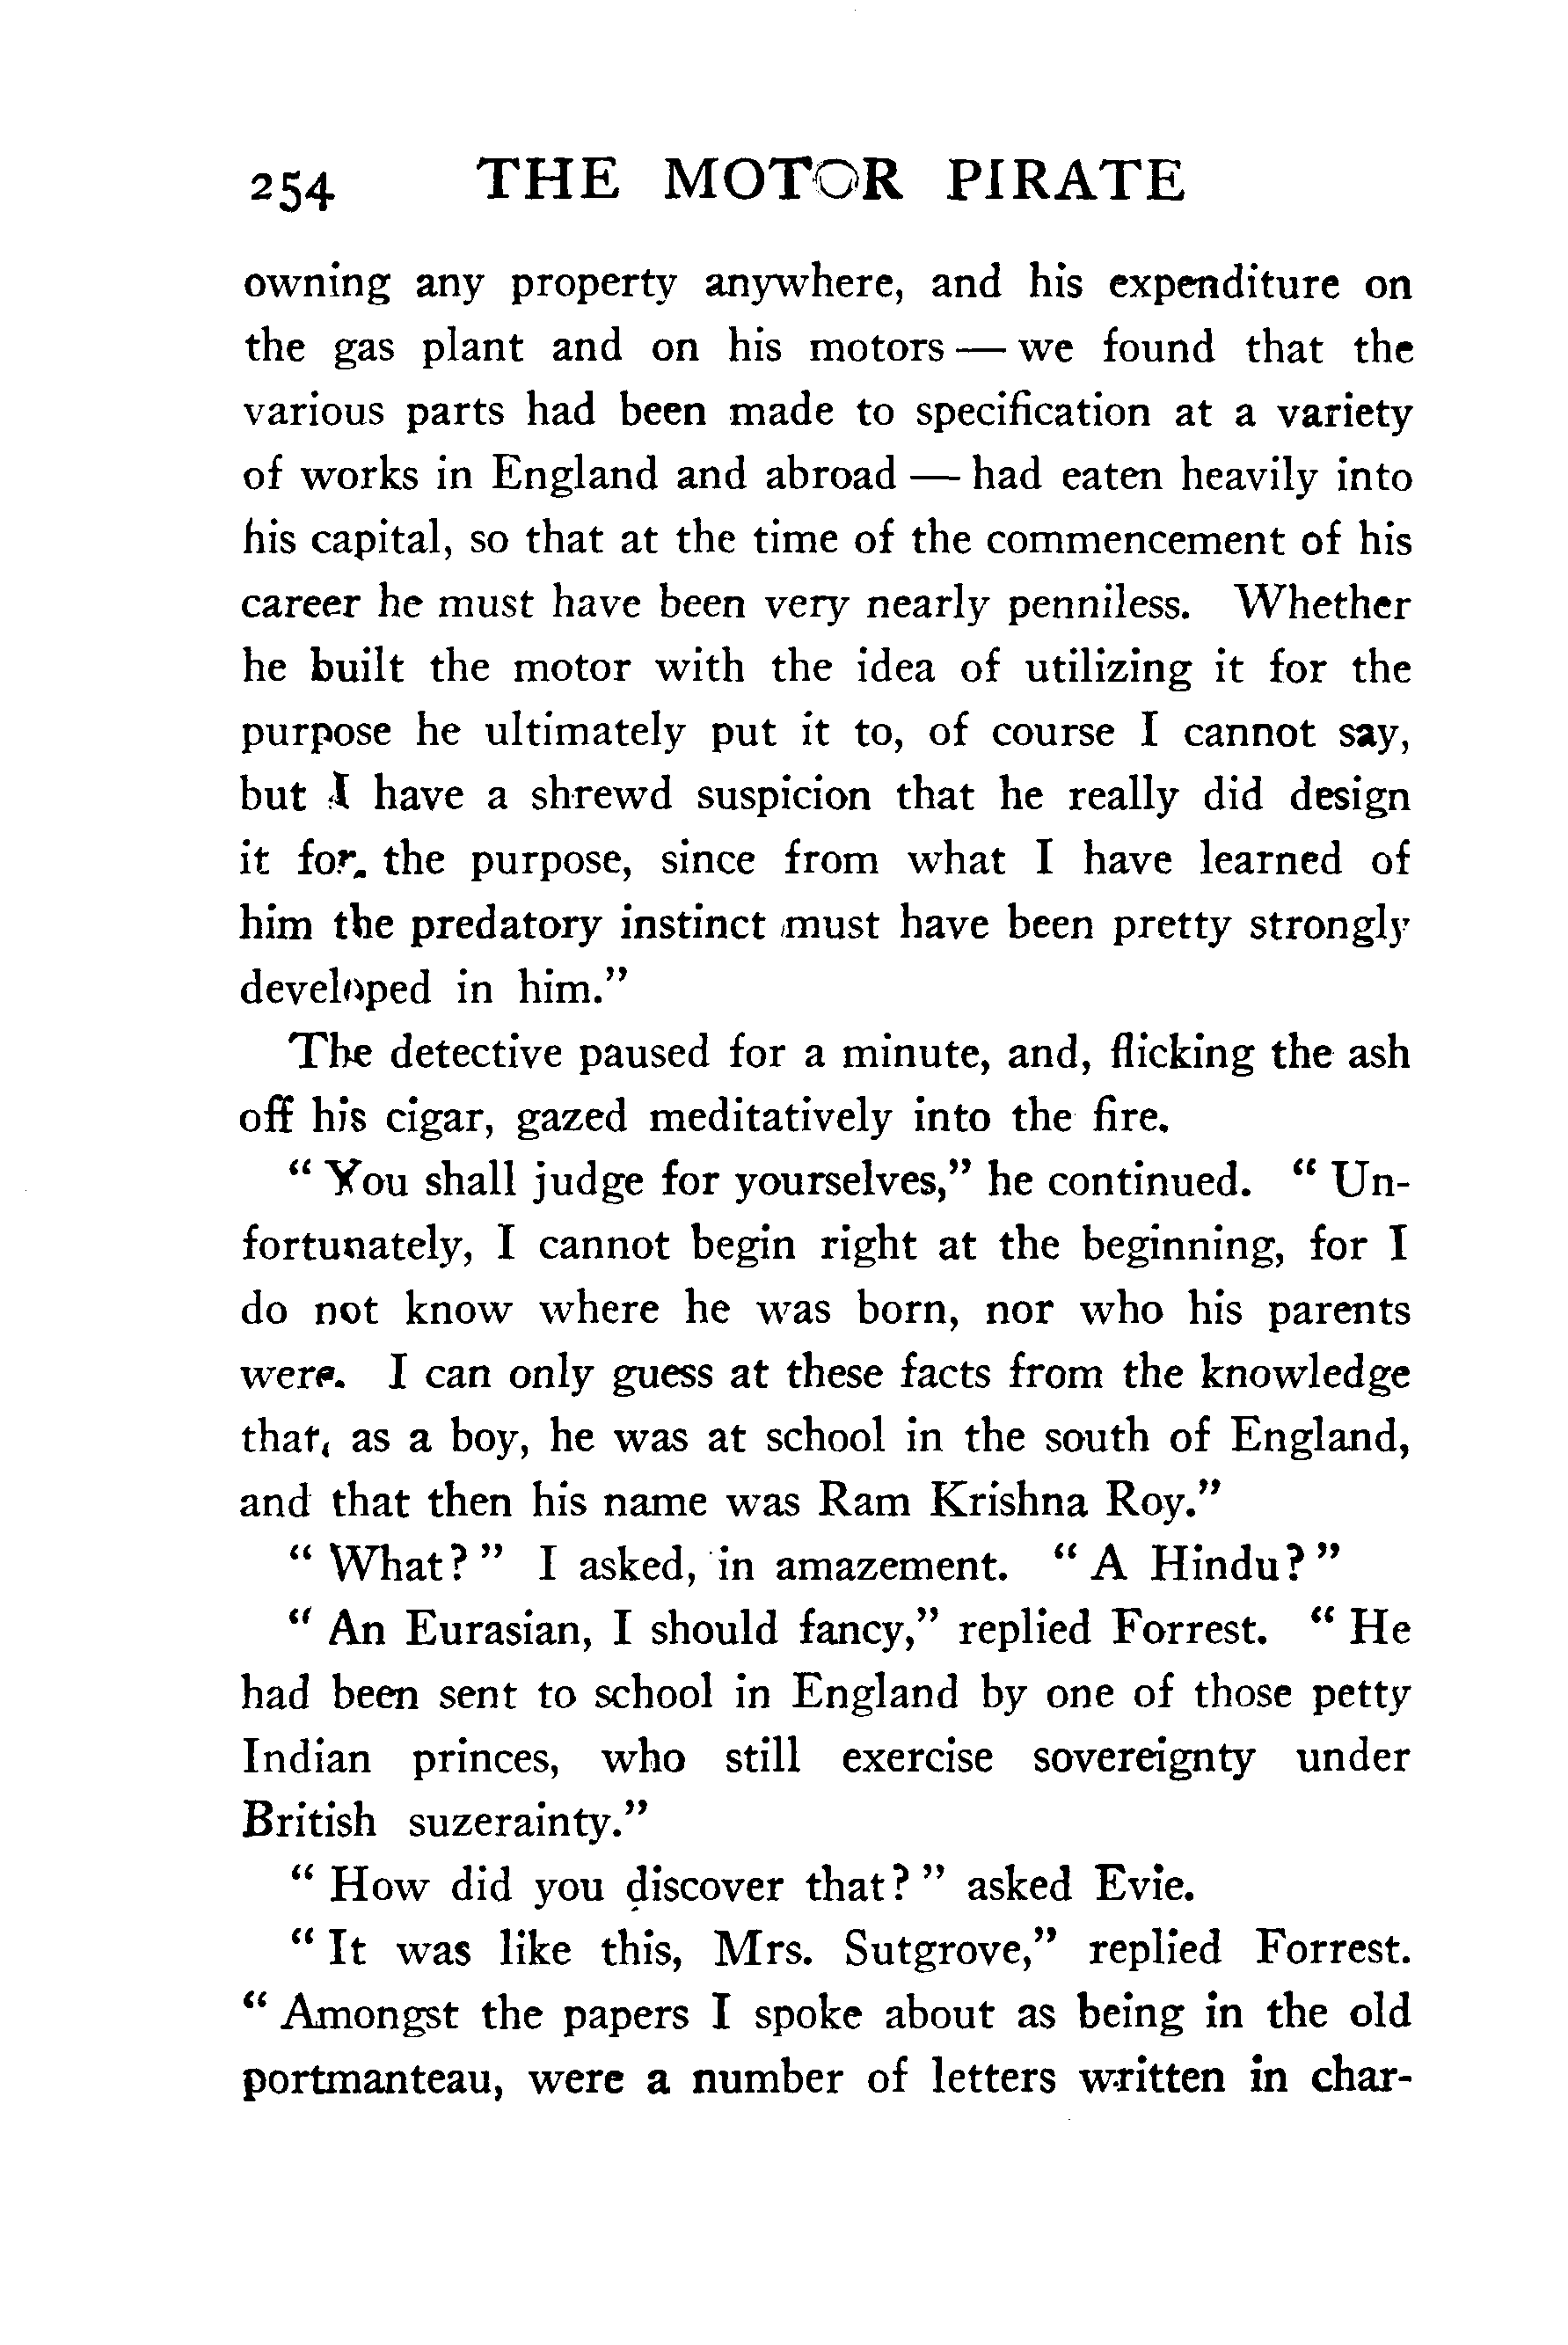 254 THE MOTOR PIRATE
owning any property anywhere, and his expenditure on
the gas plant and on his motors — we found that the
various parts had been made to specification at a variety
of works in England and abroad — had eaten heavily into
his capital, so that at the time of the commencement of his
career he must have been very nearly penniless. Whether
he built the motor with the idea of utilizing it for the
purpose he ultimately put it to, of course I cannot say,
but I have a shrewd suspicion that he really did design
it for the purpose, since from what I have learned of
him the predatory instinct must have been pretty strongly
developed in him.”
The detective paused for a minute, and, flicking the ash
off his cigar, gazed meditatively into the fire.
“ You shall judge for yourselves,” he continued. “ Un-
fortunately, I cannot begin right at the beginning, for I
do not know where he was born, nor who his parents
were. I can only guess at these facts from the knowledge
that, as a boy, he was at school in the south of England,
and that then his name was Ram Krishna Roy.”
“ What? ” I asked, in amazement. “ A Hindu? ”
“ An Eurasian, I should fancy,” replied Forrest. “ He
had been sent to school in England by one of those petty
Indian princes, who still exercise sovereignty under
British suzerainty.”
“ How did you discover that? ” asked Evie.
“ It was like this, Mrs. Sutgrove,” replied Forrest.
“ Amongst the papers I spoke about as being in the old
portmanteau, were a number of letters written in char-